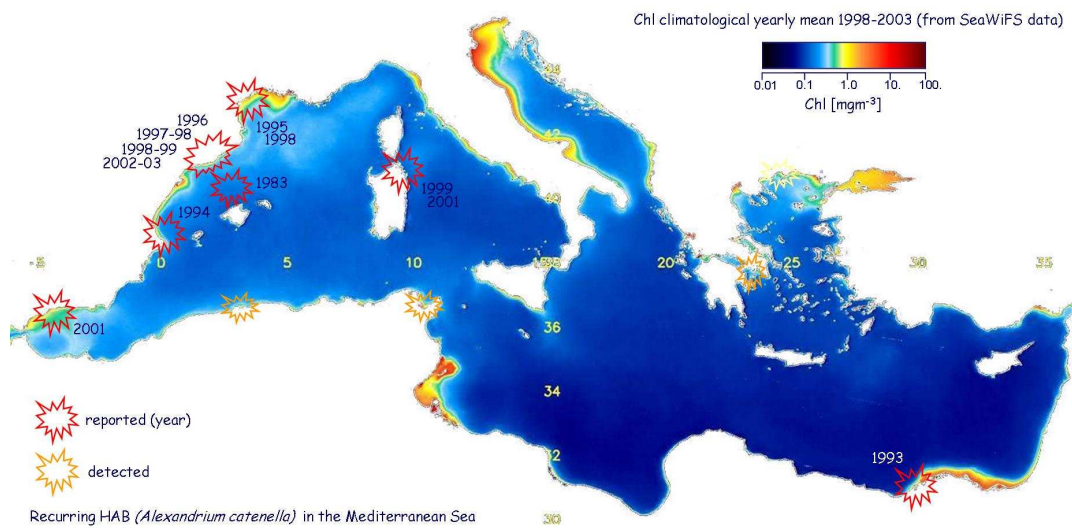 Chl climatological yearly mean 1998-2003 (from SeaWiFS data)
0.01 0.1 1.0 10. 100.
Chl [mgm-3]
44
1996
1997-98
1998-99
2002-03
1995
1998
42
1983
1999
2001
40
1994
-5 0 5 10 15 20 25 30 35
2001
36
34
reported (year)
detected
32
1993
30
Recurring HAB (Alexandrium catenella) in the Mediterranean Sea